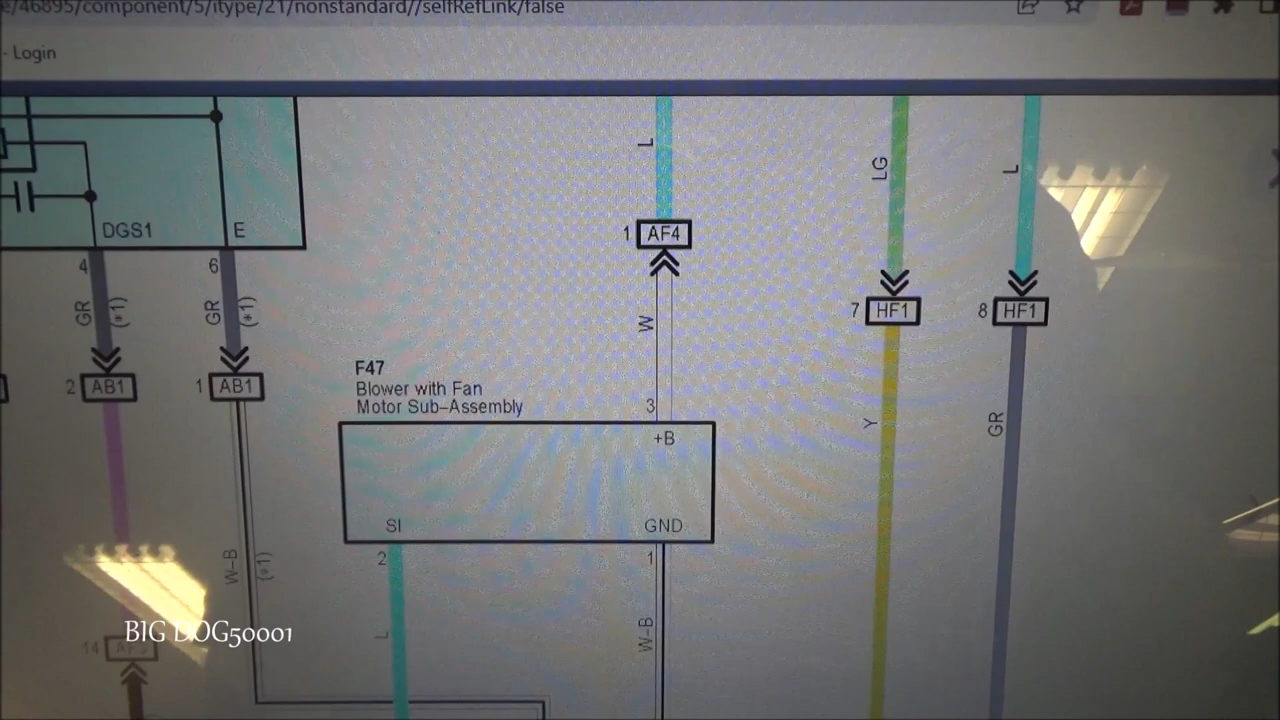 e/46895/component/5/itype/21/nonstandard//selfRefLink/false
- Login
DGS1
E
4
6
GR
(*1)
GR
(*1)
2 AB1
1 AB1
W-B
(*1)
14
BIG DOG50001
F47
Blower with Fan
Motor Sub-Assembly
L
1 AF4
W
3
+B
SI
GND
2
1
L
W-B
LG
7 HF1
Y
L
8 HF1
GR